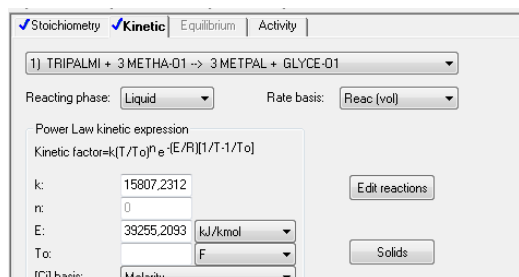 Stoichiometry Kinetic Equilibrium Activity
1) TRIPALMI + 3 METHA-01 --> 3 METPAL + GLYCE-01
Reacting phase: Liquid Rate basis: Reac (vol)
Power Law kinetic expression
Kinetic factor=k(T/To)n e -(E/R)[1/T-1/To]
k: 15807,2312 Edit reactions
n: 0
E: 39255,2093 kJ/kmol
To: F Solids
[Ci] basis: Molarity